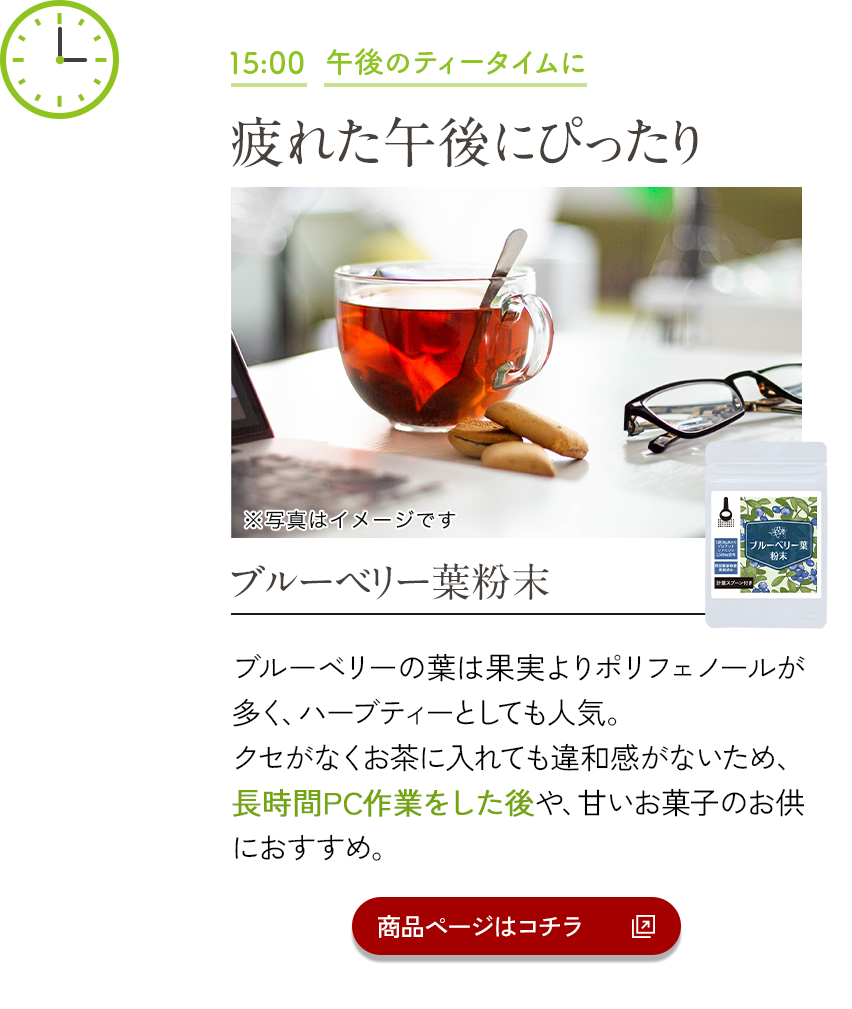 15:00 午後のティータイムに
疲れた午後にぴったり
※写真はイメージです
ブルーベリー葉
粉末
計量スプーン付き
ブルーベリー葉粉末
ブルーベリーの葉は果実よりポリフェノールが
多く、ハーブティーとしても人気。
クセがなくお茶に入れても違和感がないため、
長時間PC作業をした後や、甘いお菓子のお供
におすすめ。
商品ページはコチラ